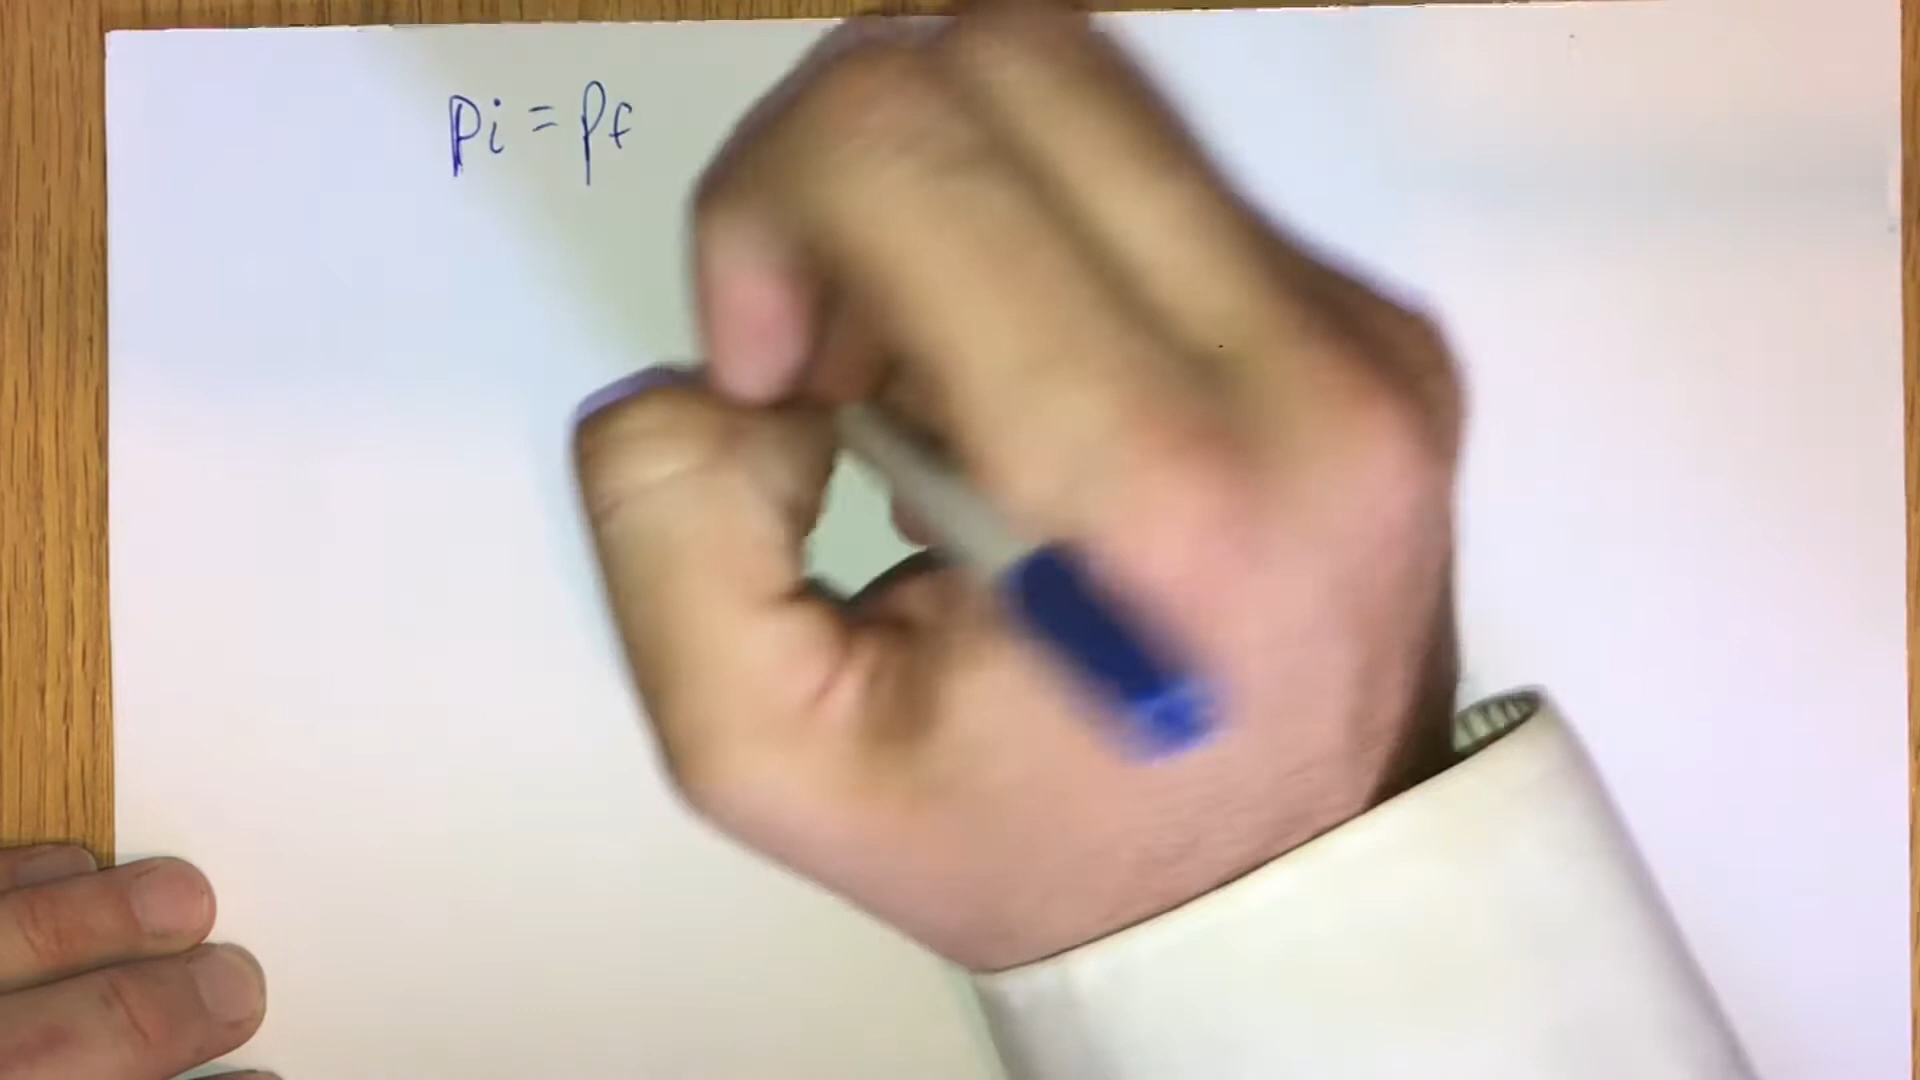 pi = pf